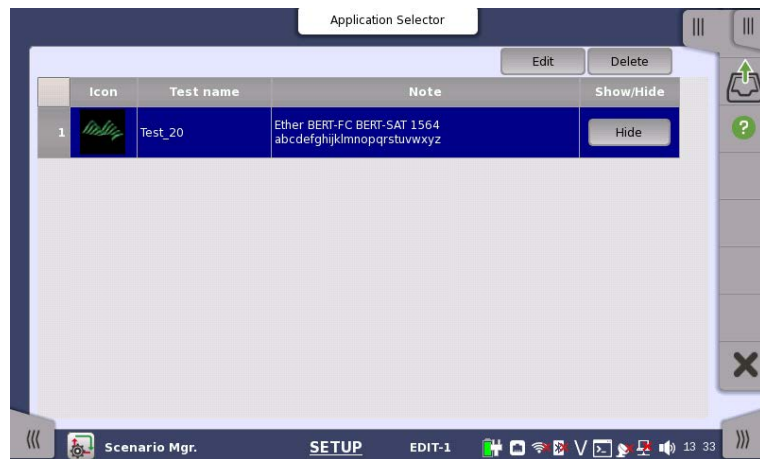 Application Selector
Edit
Delete
Icon
Test name
Note
Show/Hide
1
Test_20
Ether BERT-FC BERT-SAT 1564
abcdefghijklmnopqrstuvwxyz
Hide
Scenario Mgr.
SETUP
EDIT-1
13 33